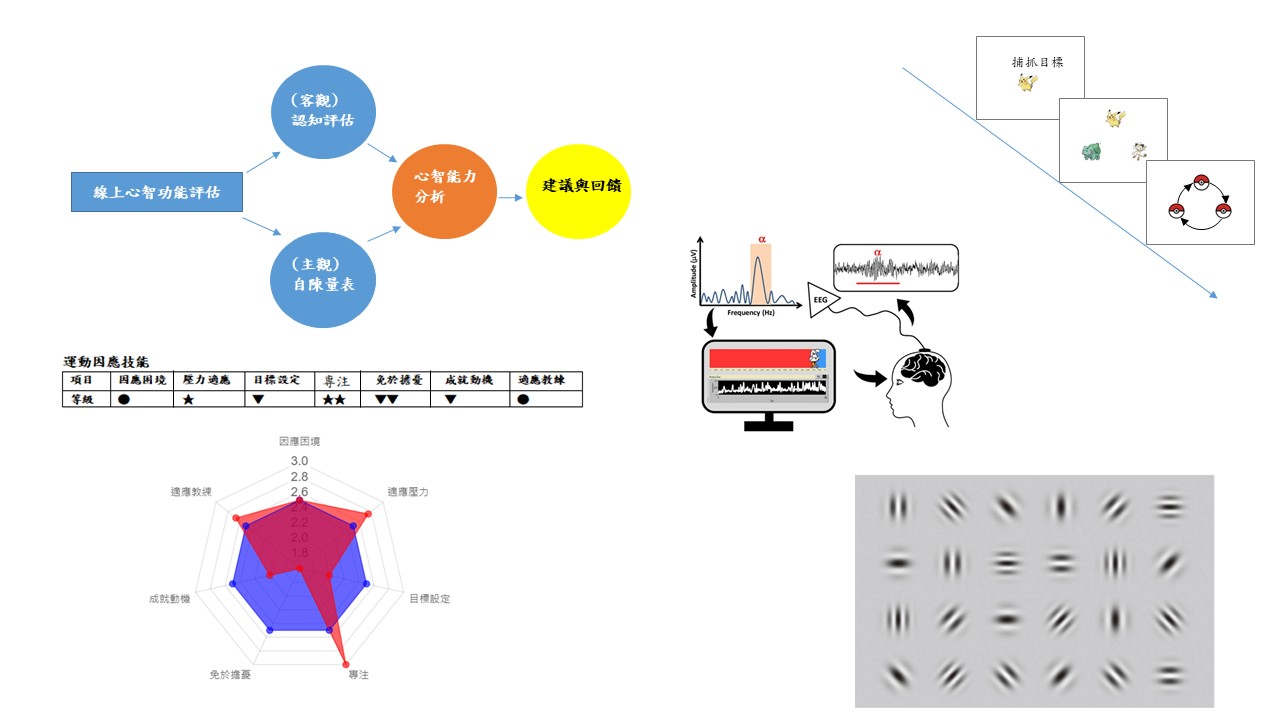 (客觀)
認知評估
線上心智功能評估
心智能力
分析
建議與回饋
(主觀)
自陳量表
捕抓目標
α
Amplitude (μV)
Frequency (Hz)
α
EEG
運動因應技能
項目 因應困境 壓力適應 目標設定 專注 免於擔憂 成就動機 適應教練
等級 ● ★ ▼ ★★ ▼▼ ▼ ●
因應困境
3.0
2.8
2.6
2.4
2.2
2.0
1.8
適應教練
適應壓力
成就動機
目標設定
免於擔憂
專注